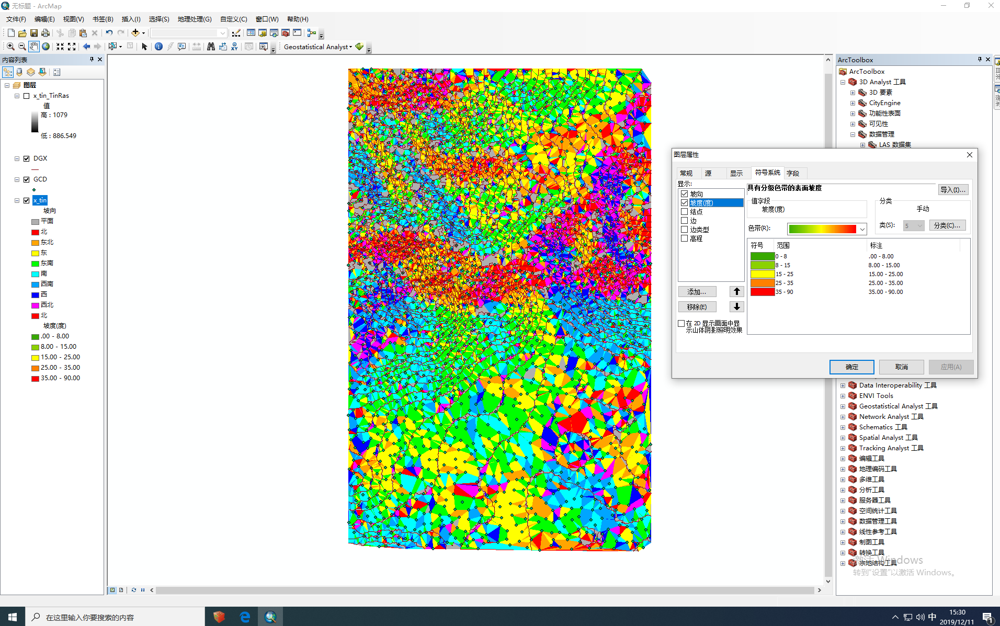 无标题 - ArcMap
文件(F) 编辑(E) 视图(V) 书签(B) 插入(I) 选择(S) 地理处理(G) 自定义(C) 窗口(W) 帮助(H)
Geostatistical Analyst
内容列表
图层
x_tin_TinRas
值
高 : 1079
低 : 886.549
DGX
GCD
x_tin
坡向
平面
北
东北
东
东南
南
西南
西
西北
北
坡度(度)
.00 - 8.00
8.00 - 15.00
15.00 - 25.00
25.00 - 35.00
35.00 - 90.00
ArcToolbox
ArcToolbox
3D Analyst 工具
3D 要素
CityEngine
功能性表面
可见性
数据管理
LAS 数据集
图层属性
常规 源 显示 符号系统 字段
显示:
坡向
坡度(度)
结点
边
边类型
高程
添加...
移除(E)
在 2D 显示画面中显
示山体阴影照明效果
具有分级色带的表面坡度
导入(I)...
值字段
坡度(度)
分类
手动
色带(R):
类(S): 5 分类(C)...
符号 范围 标注
0 - 8 .00 - 8.00
8 - 15 8.00 - 15.00
15 - 25 15.00 - 25.00
25 - 35 25.00 - 35.00
35 - 90 35.00 - 90.00
确定 取消 应用(A)
Data Interoperability 工具
ENVI Tools
Geostatistical Analyst 工具
Network Analyst 工具
Schematics 工具
Spatial Analyst 工具
Tracking Analyst 工具
编辑工具
地理编码工具
多维工具
分析工具
服务器工具
空间统计工具
数据管理工具
线性参考工具
制图工具
转换工具
宗地结构工具
激活 Windows
转到"设置"以激活 Windows。
在这里输入你要搜索的内容
中
15:30
2019/12/11
1